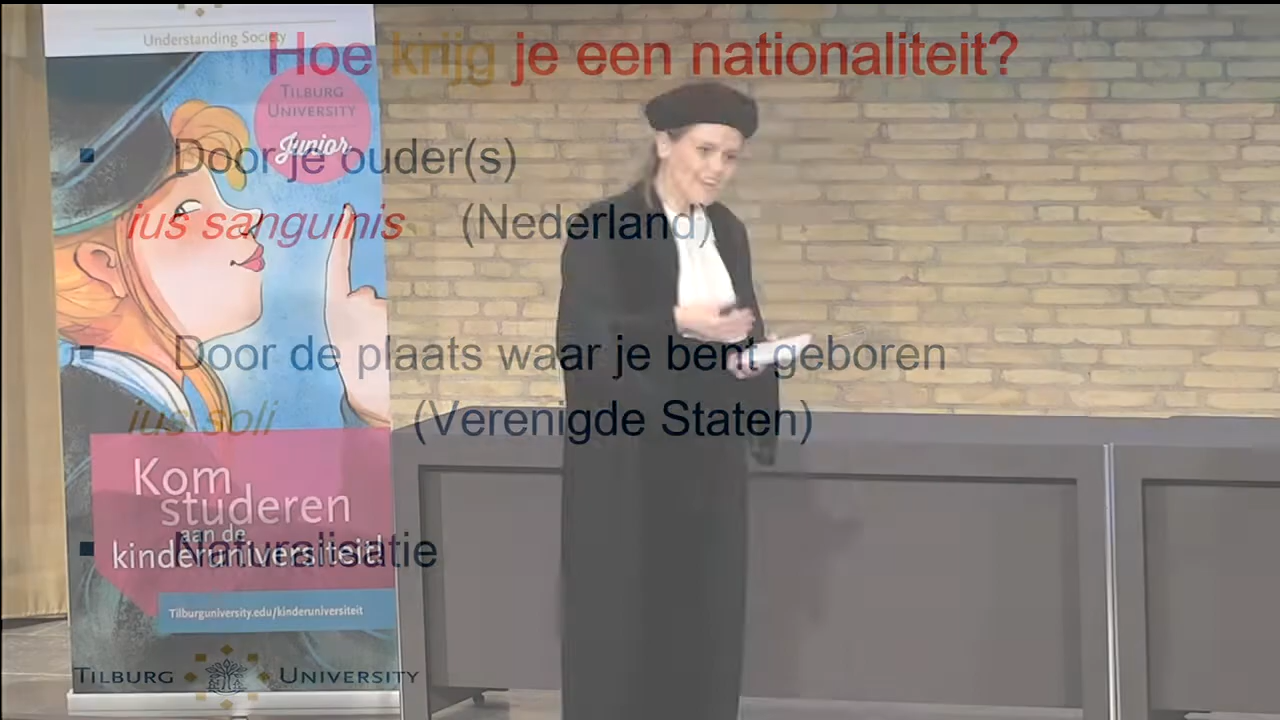 Understanding Society
Hoe krijg je een nationaliteit?
TILBURG
UNIVERSITY
Junior
Door je ouder(s)
ius sanguinis (Nederland)
Door de plaats waar je bent geboren
ius soli (Verenigde Staten)
Kom
studeren
aan de
kinderuniversiteit!
Naturalisatie
Tilburguniversity.edu/kinderuniversiteit
TILBURG UNIVERSITY